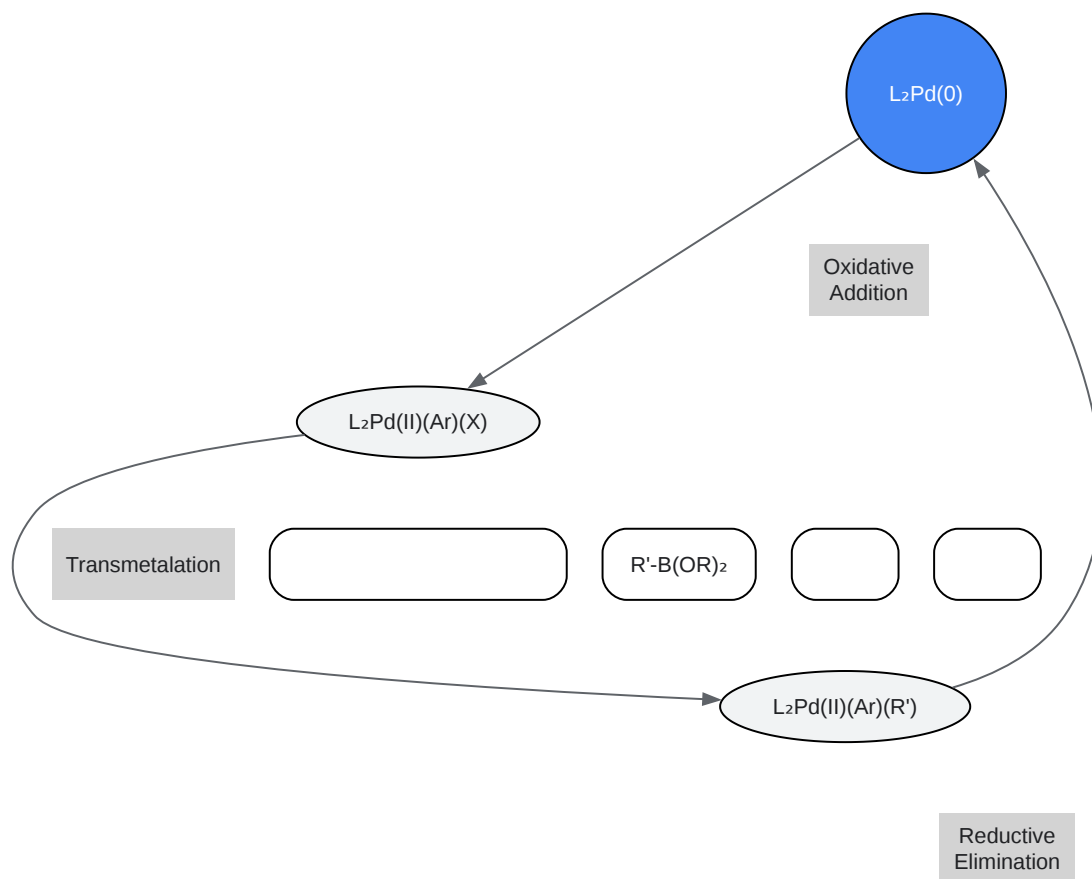 L₂Pd(0)
Oxidative
Addition
L₂Pd(II)(Ar)(X)
Transmetalation
R'-B(OR)₂
L₂Pd(II)(Ar)(R')
Reductive
Elimination